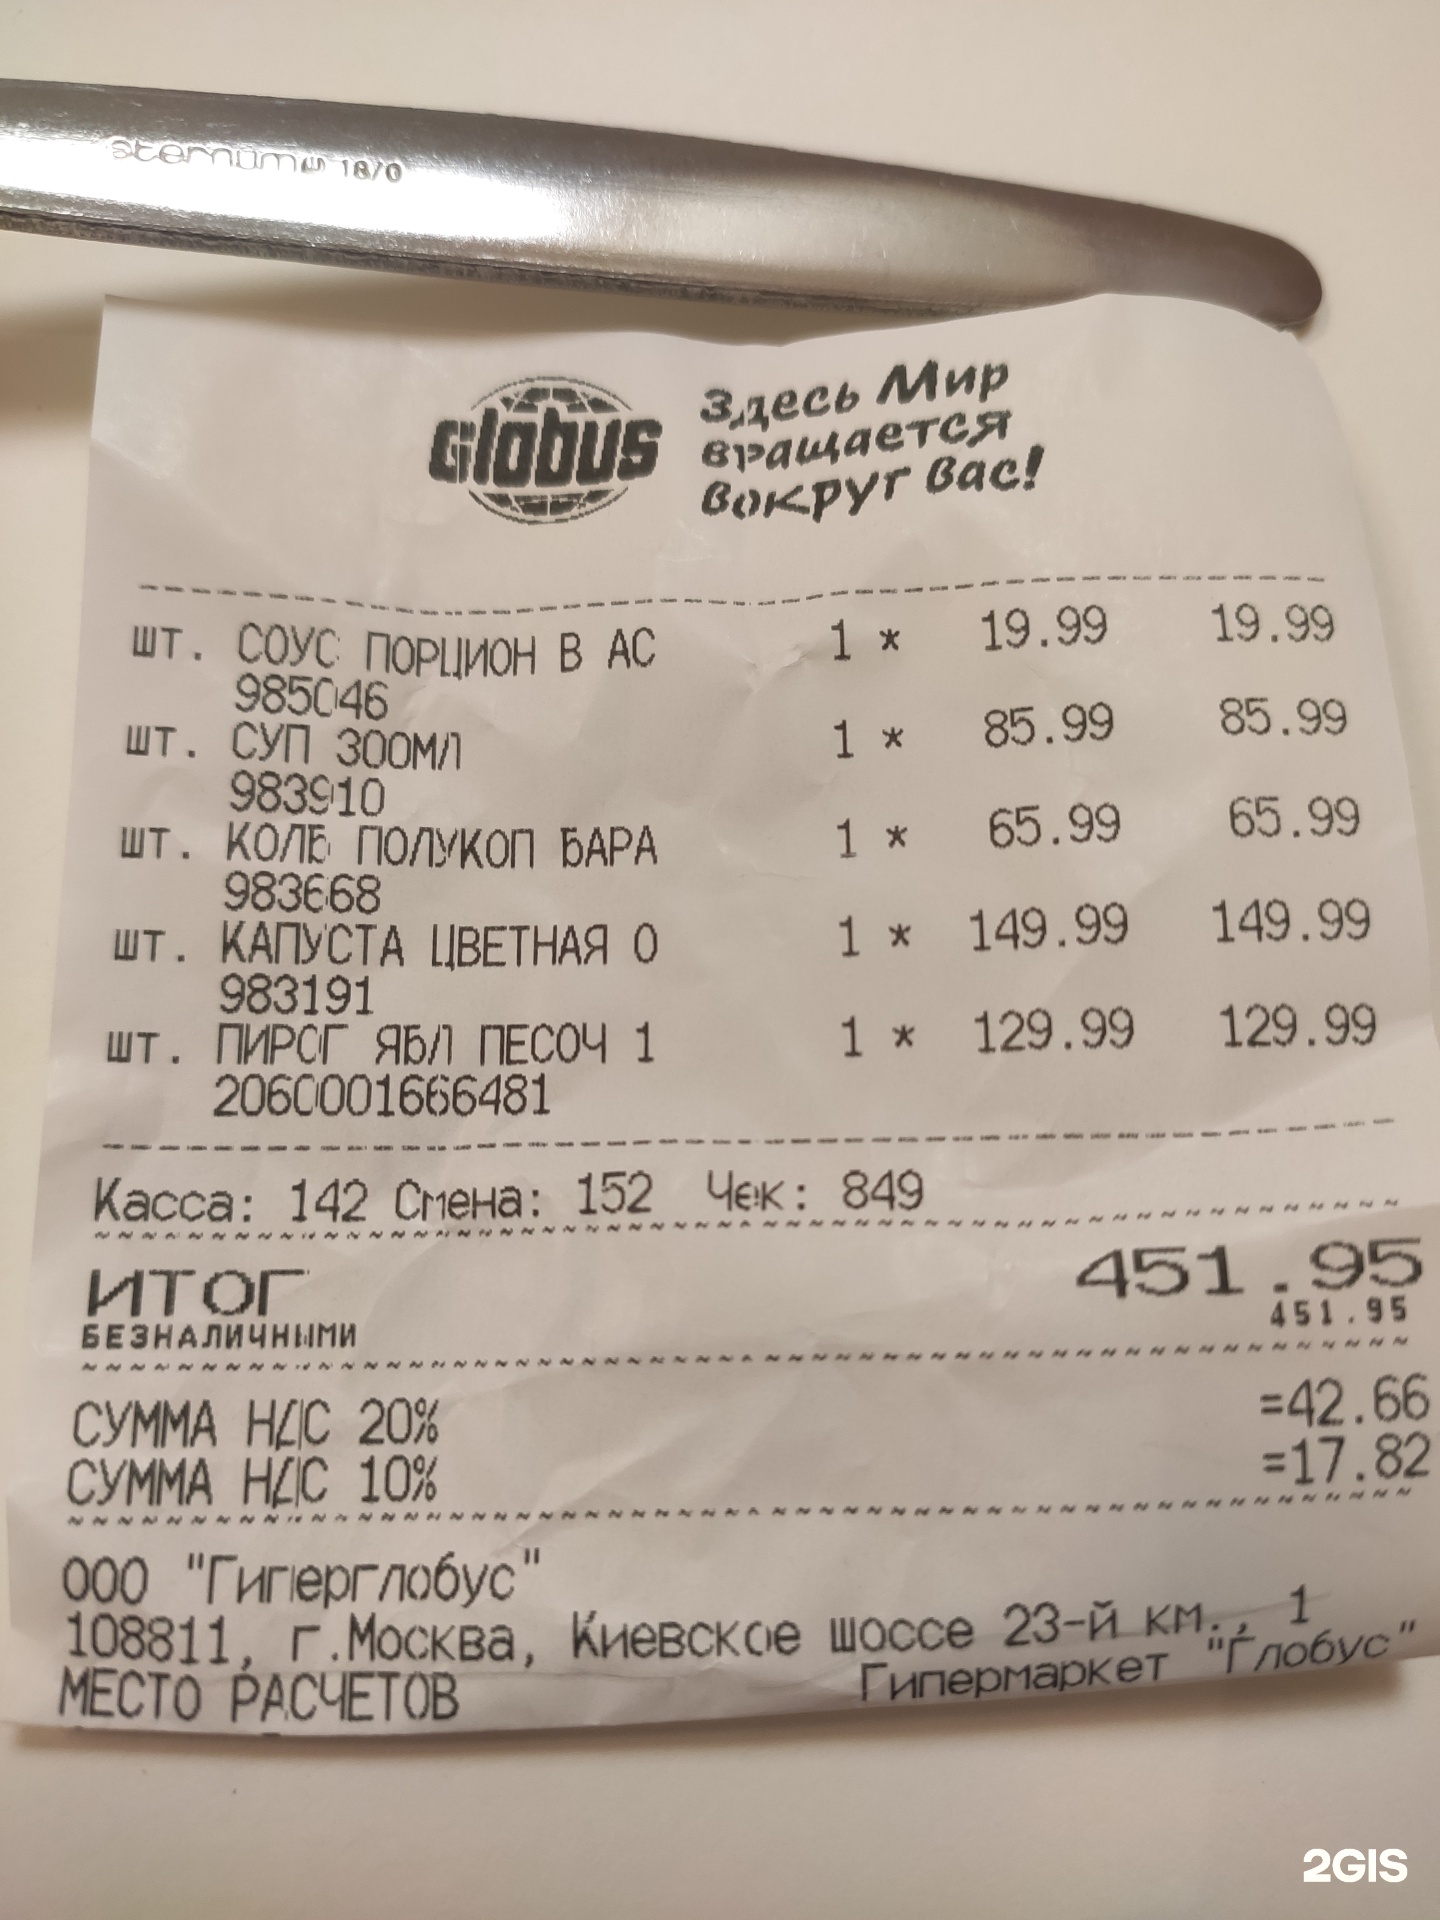 sternum 18/0
Globus
Здесь Мир
вращается
вокруг вас!
шт. СОУС ПОРЦИОН В АС 1 * 19.99 19.99
985046
шт. СУП 300МЛ 1 * 85.99 85.99
983910
шт. КОЛБ ПОЛУКОП БАРА 1 * 65.99 65.99
983668
шт. КАПУСТА ЦВЕТНАЯ О 1 * 149.99 149.99
983191
шт. ПИРОГ ЯБЛ ПЕСОЧ 1 1 * 129.99 129.99
2060001666481
Касса: 142 Смена: 152 Чек: 849
ИТОГ 451.95
БЕЗНАЛИЧНЫМИ 451.95
СУММА НДС 20% =42.66
СУММА НДС 10% =17.82
ООО "Гиперглобус"
108811, г.Москва, Киевское шоссе 23-й км., 1
МЕСТО РАСЧЕТОВ Гипермаркет "Глобус"
2GIS